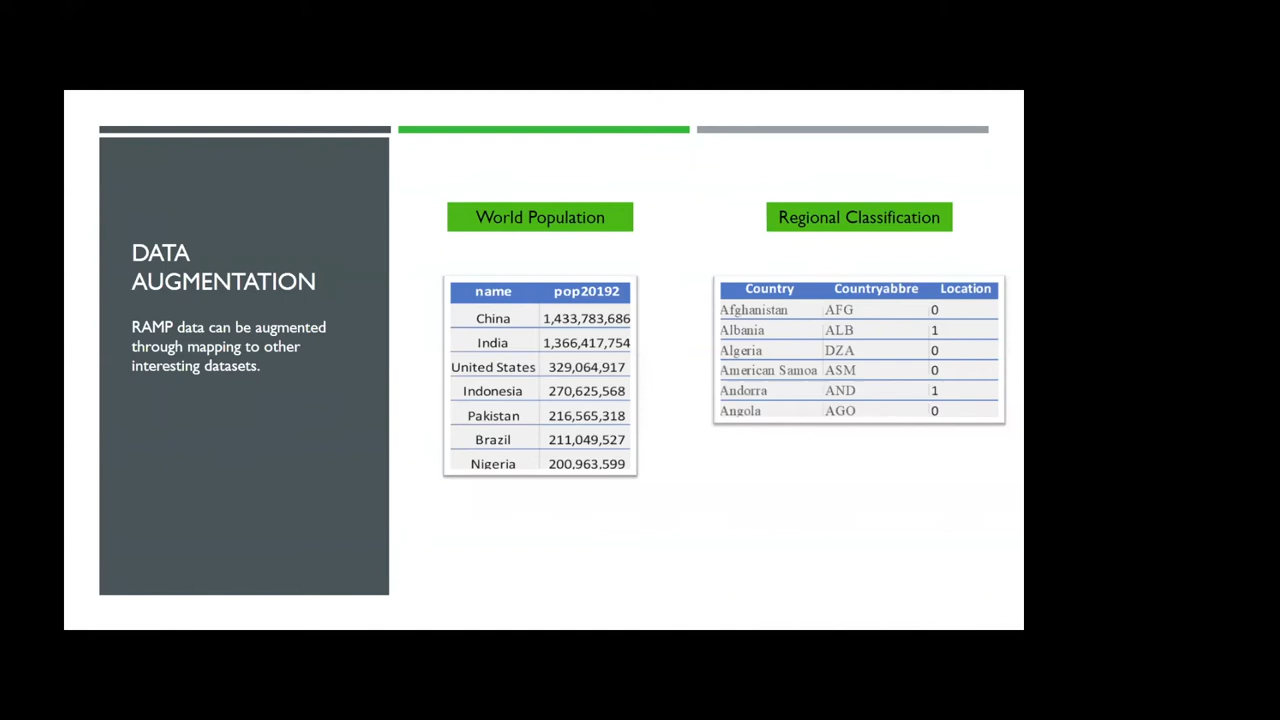 DATA
AUGMENTATION
RAMP data can be augmented
through mapping to other
interesting datasets.
World Population
name pop20192
China 1,433,783,686
India 1,366,417,754
United States 329,064,917
Indonesia 270,625,568
Pakistan 216,565,318
Brazil 211,049,527
Nigeria 200,963,599
Regional Classification
Country Countryabbre Location
Afghanistan AFG 0
Albania ALB 1
Algeria DZA 0
American Samoa ASM 0
Andorra AND 1
Angola AGO 0